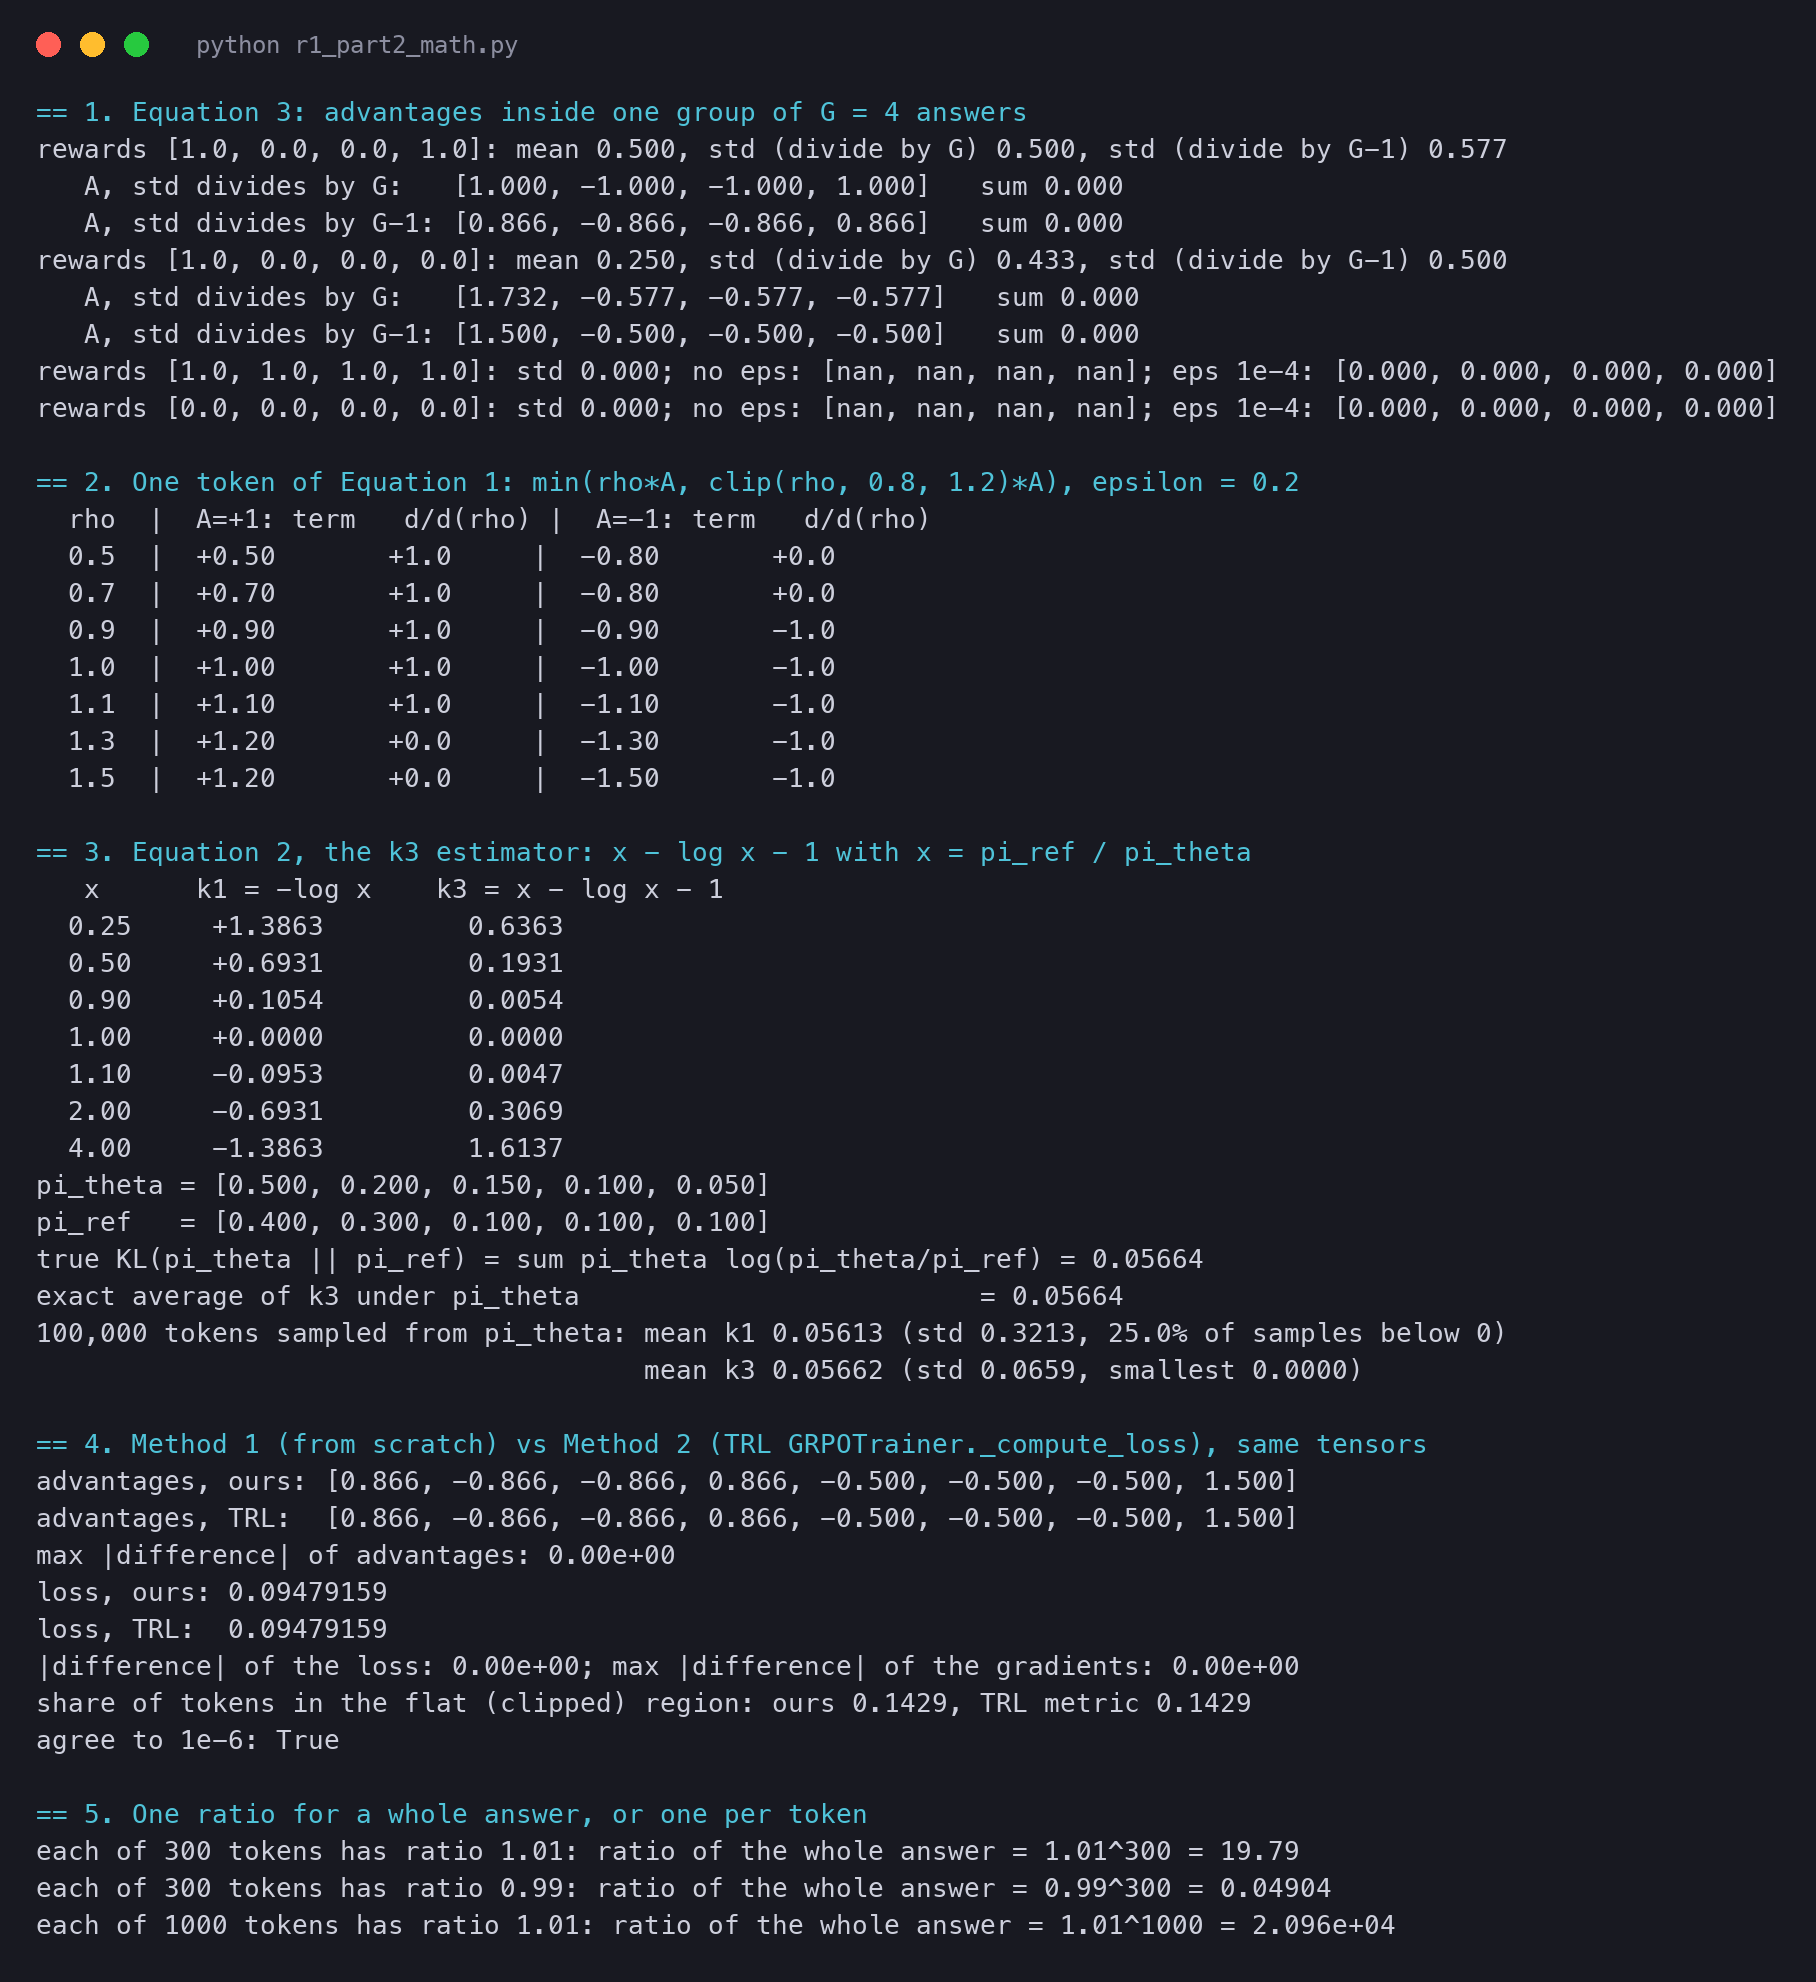 python r1_part2_math.py
== 1. Equation 3: advantages inside one group of G = 4 answers
rewards [1.0, 0.0, 0.0, 1.0]: mean 0.500, std (divide by G) 0.500, std (divide by G−1) 0.577
   A, std divides by G:   [1.000, −1.000, −1.000, 1.000]   sum 0.000
   A, std divides by G−1: [0.866, −0.866, −0.866, 0.866]   sum 0.000
rewards [1.0, 0.0, 0.0, 0.0]: mean 0.250, std (divide by G) 0.433, std (divide by G−1) 0.500
   A, std divides by G:   [1.732, −0.577, −0.577, −0.577]   sum 0.000
   A, std divides by G−1: [1.500, −0.500, −0.500, −0.500]   sum 0.000
rewards [1.0, 1.0, 1.0, 1.0]: std 0.000; no eps: [nan, nan, nan, nan]; eps 1e−4: [0.000, 0.000, 0.000, 0.000]
rewards [0.0, 0.0, 0.0, 0.0]: std 0.000; no eps: [nan, nan, nan, nan]; eps 1e−4: [0.000, 0.000, 0.000, 0.000]
== 2. One token of Equation 1: min(rho*A, clip(rho, 0.8, 1.2)*A), epsilon = 0.2
  rho  |  A=+1: term   d/d(rho) |  A=−1: term   d/d(rho)
  0.5  |  +0.50       +1.0     |  −0.80       +0.0
  0.7  |  +0.70       +1.0     |  −0.80       +0.0
  0.9  |  +0.90       +1.0     |  −0.90       −1.0
  1.0  |  +1.00       +1.0     |  −1.00       −1.0
  1.1  |  +1.10       +1.0     |  −1.10       −1.0
  1.3  |  +1.20       +0.0     |  −1.30       −1.0
  1.5  |  +1.20       +0.0     |  −1.50       −1.0
== 3. Equation 2, the k3 estimator: x − log x − 1 with x = pi_ref / pi_theta
   x      k1 = −log x    k3 = x − log x − 1
  0.25     +1.3863         0.6363
  0.50     +0.6931         0.1931
  0.90     +0.1054         0.0054
  1.00     +0.0000         0.0000
  1.10     −0.0953         0.0047
  2.00     −0.6931         0.3069
  4.00     −1.3863         1.6137
pi_theta = [0.500, 0.200, 0.150, 0.100, 0.050]
pi_ref   = [0.400, 0.300, 0.100, 0.100, 0.100]
true KL(pi_theta || pi_ref) = sum pi_theta log(pi_theta/pi_ref) = 0.05664
exact average of k3 under pi_theta                         = 0.05664
100,000 tokens sampled from pi_theta: mean k1 0.05613 (std 0.3213, 25.0% of samples below 0)
                                      mean k3 0.05662 (std 0.0659, smallest 0.0000)
== 4. Method 1 (from scratch) vs Method 2 (TRL GRPOTrainer._compute_loss), same tensors
advantages, ours: [0.866, −0.866, −0.866, 0.866, −0.500, −0.500, −0.500, 1.500]
advantages, TRL:  [0.866, −0.866, −0.866, 0.866, −0.500, −0.500, −0.500, 1.500]
max |difference| of advantages: 0.00e+00
loss, ours: 0.09479159
loss, TRL:  0.09479159
|difference| of the loss: 0.00e+00; max |difference| of the gradients: 0.00e+00
share of tokens in the flat (clipped) region: ours 0.1429, TRL metric 0.1429
agree to 1e−6: True
== 5. One ratio for a whole answer, or one per token
each of 300 tokens has ratio 1.01: ratio of the whole answer = 1.01^300 = 19.79
each of 300 tokens has ratio 0.99: ratio of the whole answer = 0.99^300 = 0.04904
each of 1000 tokens has ratio 1.01: ratio of the whole answer = 1.01^1000 = 2.096e+04